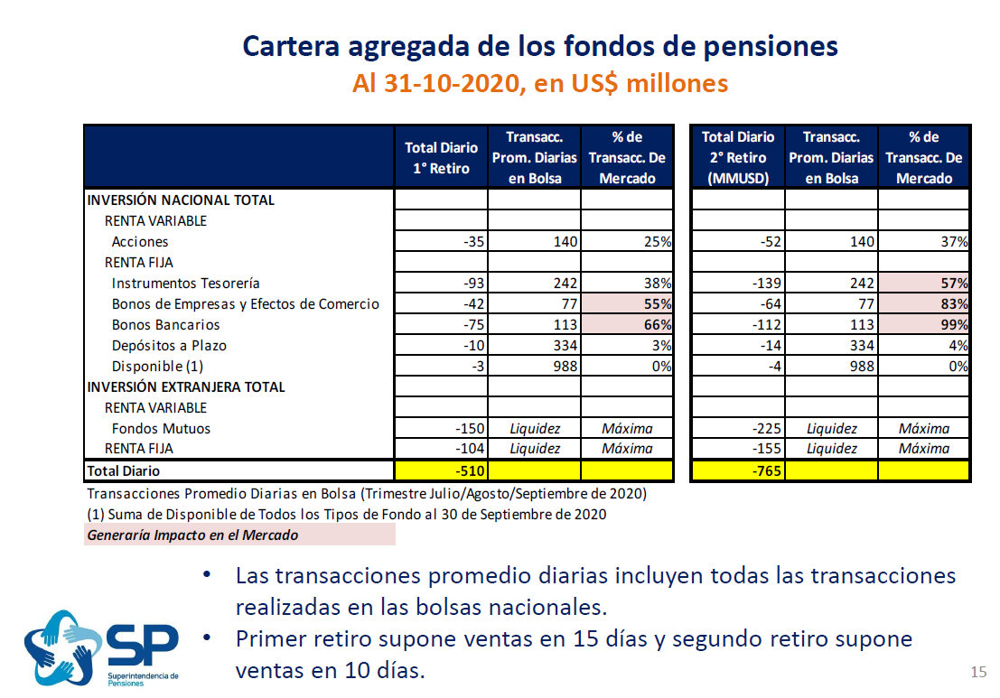 Cartera agregada de los fondos de pensiones
Al 31-10-2020, en US$ millones
Total Diario 1° Retiro | Transacc. Prom. Diarias en Bolsa | % de Transacc. De Mercado | Total Diario 2° Retiro (MMUSD) | Transacc. Prom. Diarias en Bolsa | % de Transacc. De Mercado
INVERSIÓN NACIONAL TOTAL
RENTA VARIABLE
Acciones -35 140 25% -52 140 37%
RENTA FIJA
Instrumentos Tesorería -93 242 38% -139 242 57%
Bonos de Empresas y Efectos de Comercio -42 77 55% -64 77 83%
Bonos Bancarios -75 113 66% -112 113 99%
Depósitos a Plazo -10 334 3% -14 334 4%
Disponible (1) -3 988 0% -4 988 0%
INVERSIÓN EXTRANJERA TOTAL
RENTA VARIABLE
Fondos Mutuos -150 Liquidez Máxima -225 Liquidez Máxima
RENTA FIJA -104 Liquidez Máxima -155 Liquidez Máxima
Total Diario -510 -765
Transacciones Promedio Diarias en Bolsa (Trimestre Julio/Agosto/Septiembre de 2020)
(1) Suma de Disponible de Todos los Tipos de Fondo al 30 de Septiembre de 2020
Generaría Impacto en el Mercado
• Las transacciones promedio diarias incluyen todas las transacciones
realizadas en las bolsas nacionales.
• Primer retiro supone ventas en 15 días y segundo retiro supone
ventas en 10 días.
SP
Superintendencia de
Pensiones
15